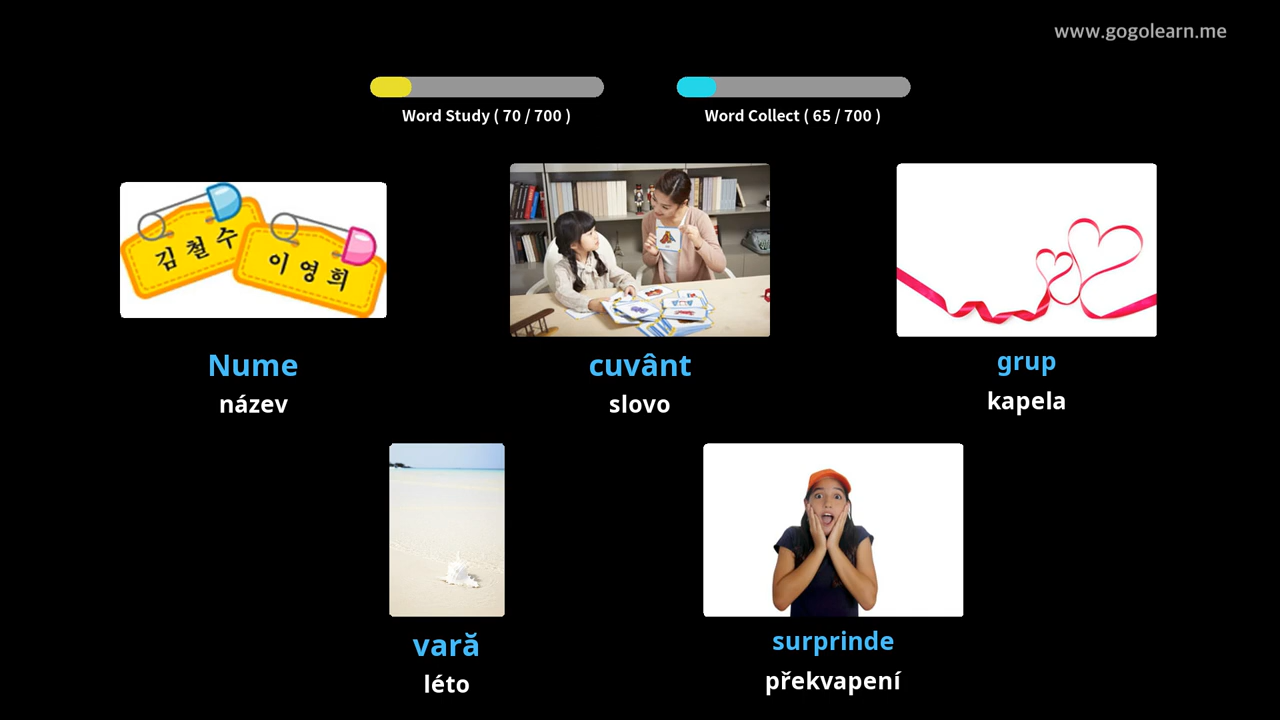 www.gogolearn.me
Word Study ( 70 / 700 )
Word Collect ( 65 / 700 )
김철수
이영희
Nume
název
cuvânt
slovo
grup
kapela
vară
léto
surprinde
překvapení